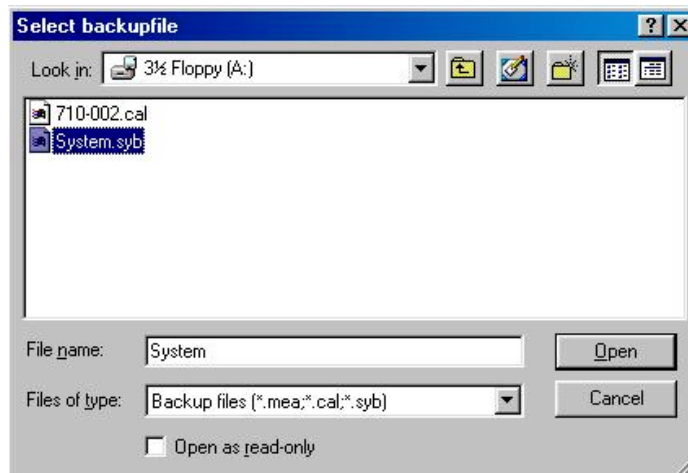 Select backupfile
Look in: 3½ Floppy (A:)
710-002.cal
System.syb
File name: System Open
Files of type: Backup files (*.mea;*.cal;*.syb) Cancel
Open as read-only